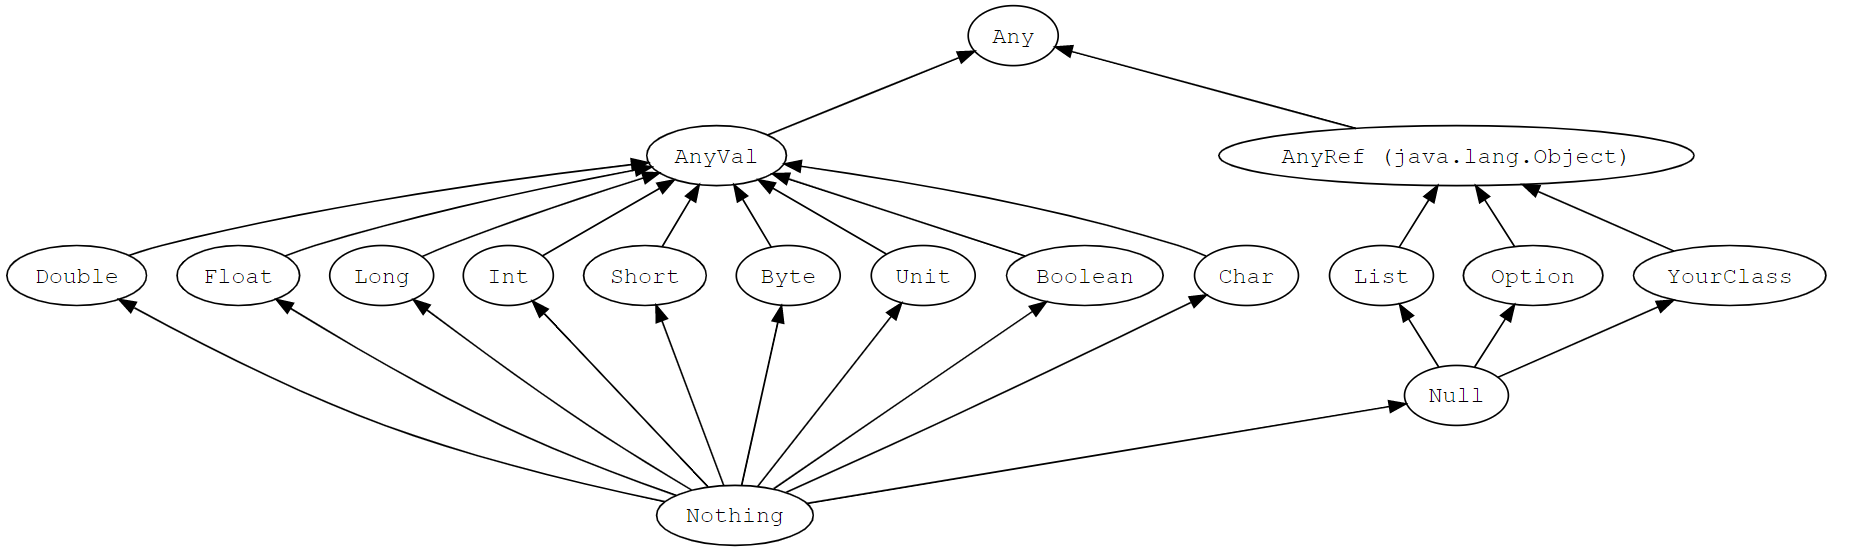 Any
AnyVal
AnyRef (java.lang.Object)
Double
Float
Long
Int
Short
Byte
Unit
Boolean
Char
List
Option
YourClass
Null
Nothing